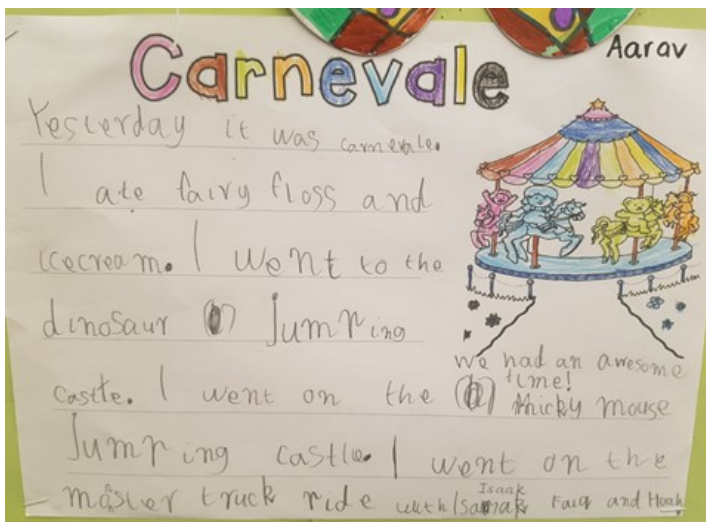 Carnevale
Aarav
Yesterday it was carnevale.
I ate fairy floss and
icecream. I went to the
dinosaur Jumping
castle. I went on the micky mouse
Jumping castle. I went on the
moster truck ride with Isaak Faiq and Noah
we had an awesome
time!